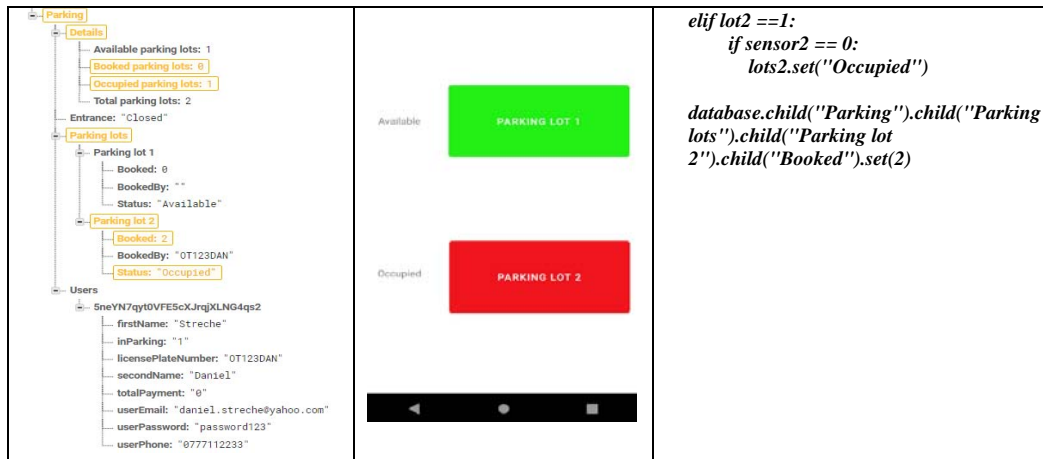 Parking
Details
Available parking lots: 1
Booked parking lots: 0
Occupied parking lots: 1
Total parking lots: 2
Entrance: "Closed"
Parking lots
Parking lot 1
Booked: 0
BookedBy: ""
Status: "Available"
Parking lot 2
Booked: 2
BookedBy: "OT123DAN"
Status: "Occupied"
Users
5neYN7qyt0VFE5cXJrqjXLNG4qs2
firstName: "Streche"
inParking: "1"
licensePlateNumber: "OT123DAN"
secondName: "Daniel"
totalPayment: "0"
userEmail: "daniel.streche@yahoo.com"
userPassword: "password123"
userPhone: "0777112233"
Available
PARKING LOT 1
Occupied
PARKING LOT 2
elif lot2 ==1:
if sensor2 == 0:
lots2.set("Occupied")
database.child("Parking").child("Parking
lots").child("Parking lot
2").child("Booked").set(2)